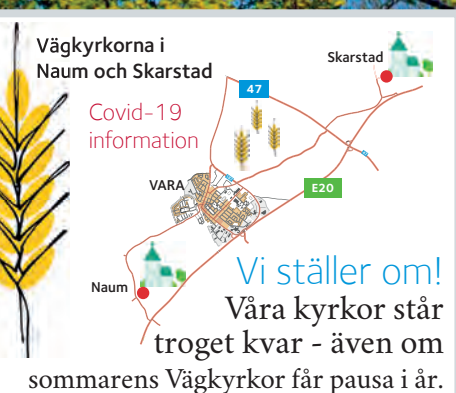 Vägkyrkorna i
Naum och Skarstad
Covid-19
information
Skarstad
47
VARA
E20
Naum
Vi ställer om!
Våra kyrkor står
troget kvar - även om
sommarens Vägkyrkor får pausa i år.